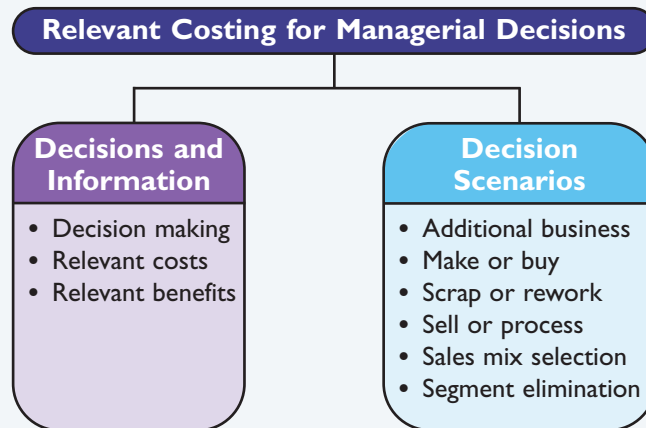 Relevant Costing for Managerial Decisions
Decisions and
Information
• Decision making
• Relevant costs
• Relevant benefits
Decision
Scenarios
• Additional business
• Make or buy
• Scrap or rework
• Sell or process
• Sales mix selection
• Segment elimination